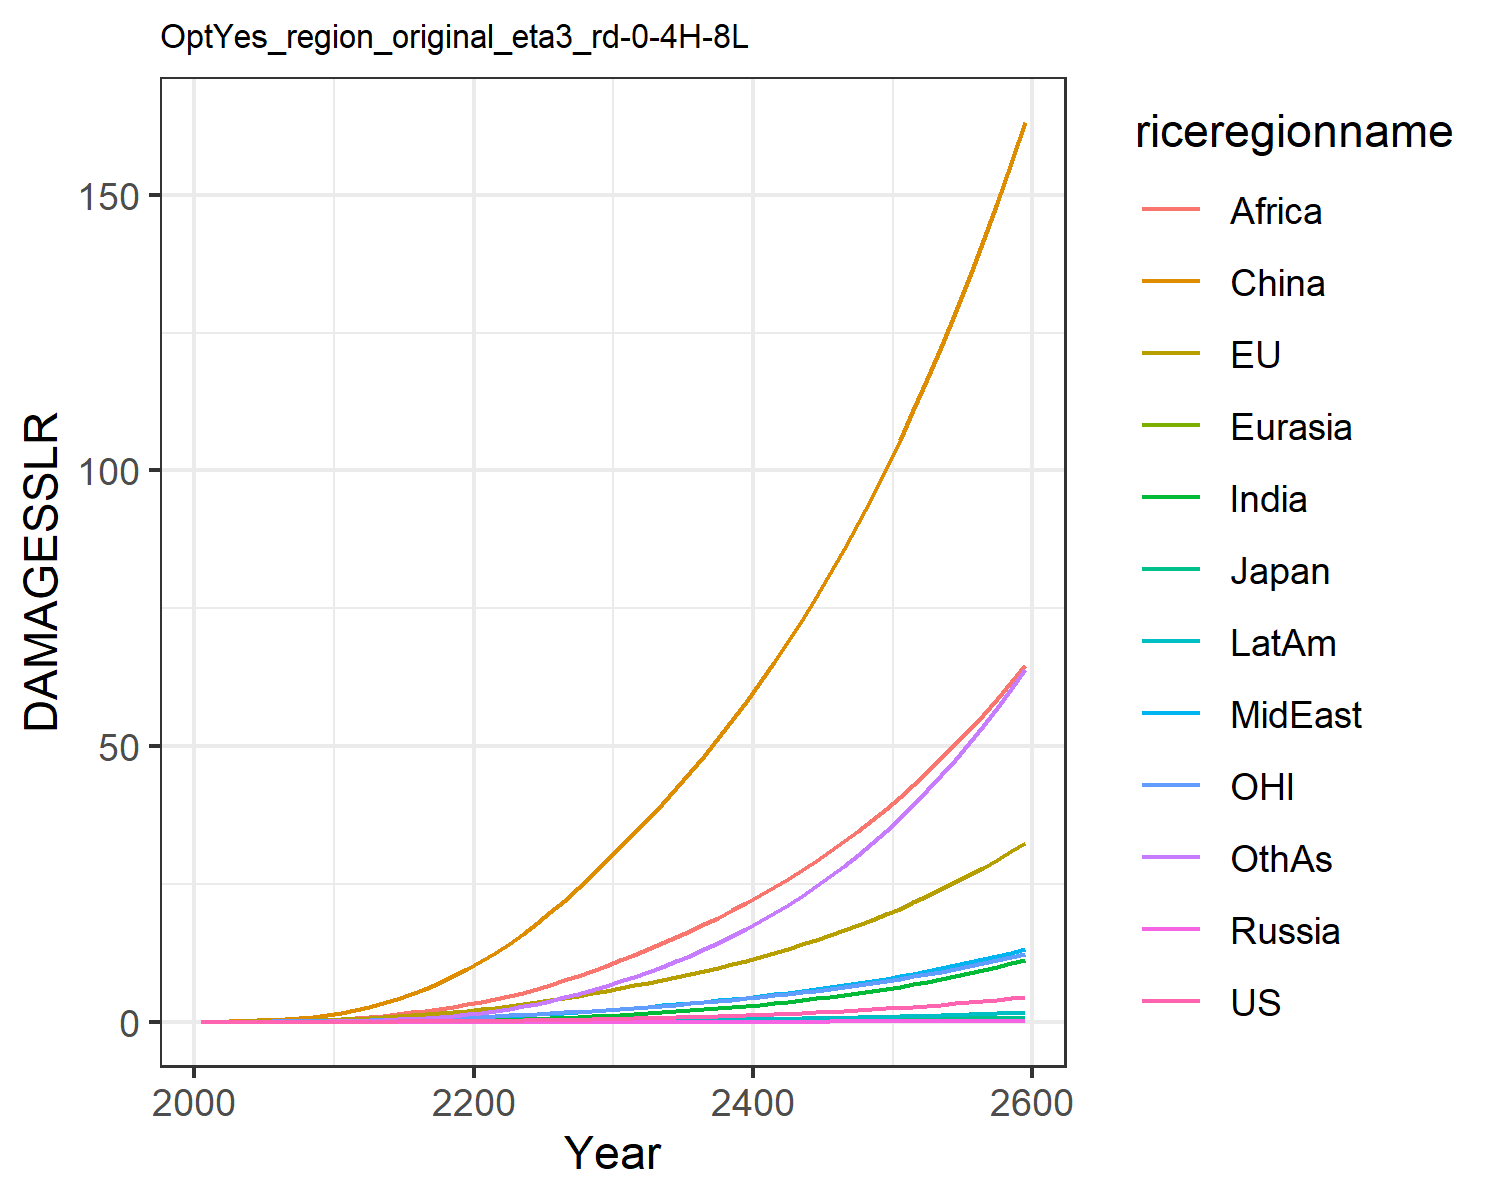 OptYes_region_original_eta3_rd-0-4H-8L
DAMAGESSLR
150
100
50
0
2000
2200
2400
2600
Year
riceregionname
Africa
China
EU
Eurasia
India
Japan
LatAm
MidEast
OHI
OthAs
Russia
US